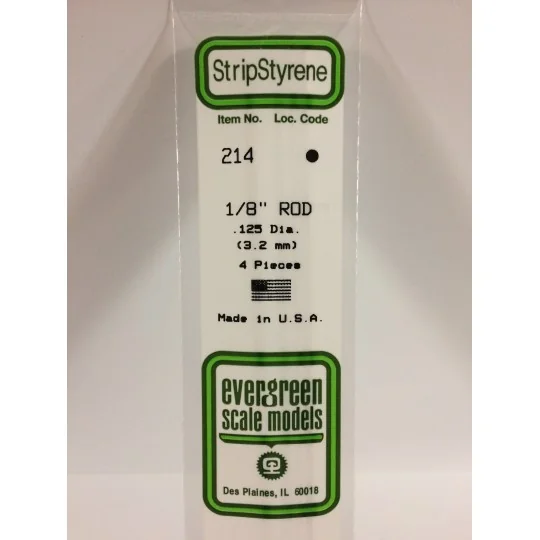 StripStyrene
Item No. Loc. Code
214
1/8" ROD
.125 Dia.
(3.2 mm)
4 Pieces
Made in U.S.A.
evergreen
scale models
Des Plaines, IL 60018